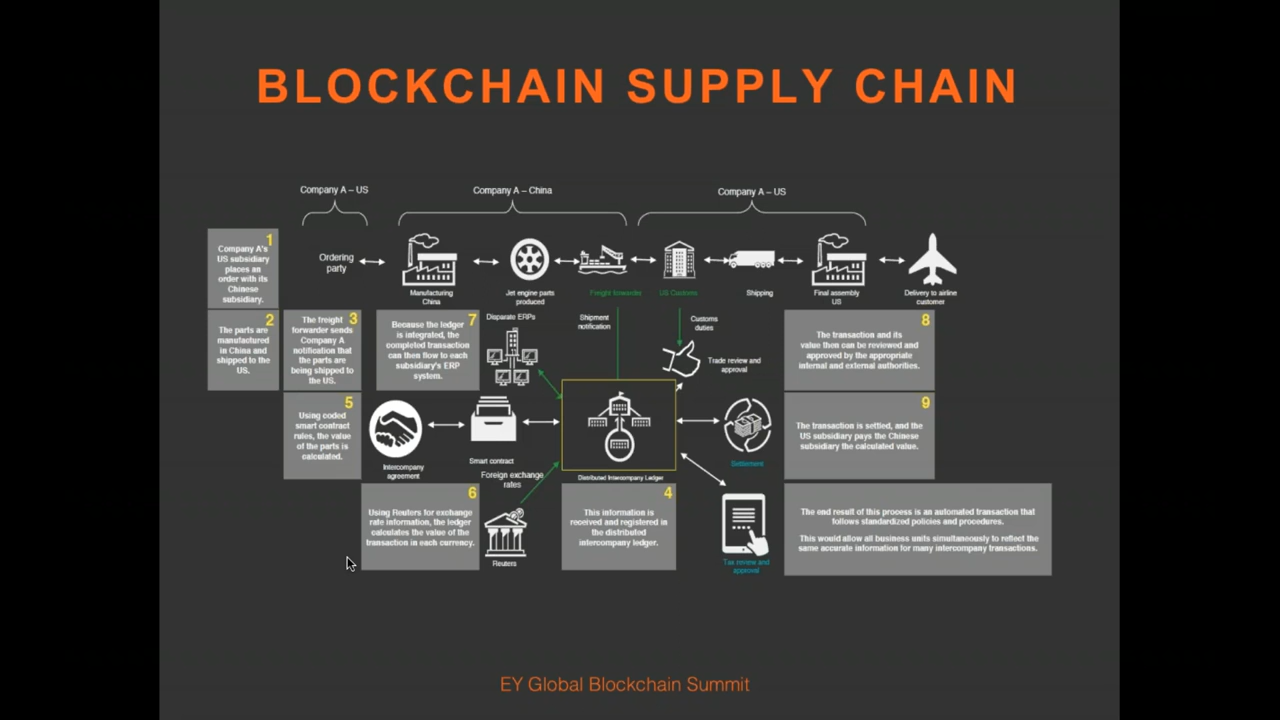 BLOCKCHAIN SUPPLY CHAIN
Company A – US
Company A – China
Company A – US
1
Company A's
US subsidiary
places an
order with its
Chinese
subsidiary.
Ordering
party
Manufacturing
China
Jet engine parts
produced
Freight forwarder
US Customs
Shipping
Final assembly
US
Delivery to airline
customer
2
The parts are
manufactured
in China and
shipped to the
US.
3
The freight
forwarder sends
Company A
notification that
the parts are
being shipped to
the US.
7
Because the ledger
is integrated, the
completed transaction
can then flow to each
subsidiary's ERP
system.
Disparate ERPs
Shipment
notification
Customs
duties
Trade review and
approval
8
The transaction and its
value then can be reviewed and
approved by the appropriate
internal and external authorities.
5
Using coded
smart contract
rules, the value
of the parts is
calculated.
Intercompany
agreement
Smart contract
Foreign exchange
rates
Distributed Intercompany Ledger
Settlement
9
The transaction is settled, and the
US subsidiary pays the Chinese
subsidiary the calculated value.
6
Using Reuters for exchange
rate information, the ledger
calculates the value of the
transaction in each currency.
Reuters
4
This information is
received and registered in
the distributed
intercompany ledger.
Tax review and
approval
The end result of this process is an automated transaction that
follows standardized policies and procedures.
This would allow all business units simultaneously to reflect the
same accurate information for many intercompany transactions.
EY Global Blockchain Summit